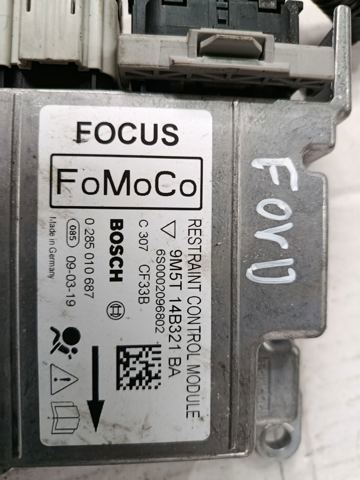 FOCUS
FoMoCo
RESTRAINT CONTROL MODULE
9M5T 14B321 BA
6S0002096802
C 307 CF33B
BOSCH
0 285 010 687
085 09-03-19
Made in Germany
FORD